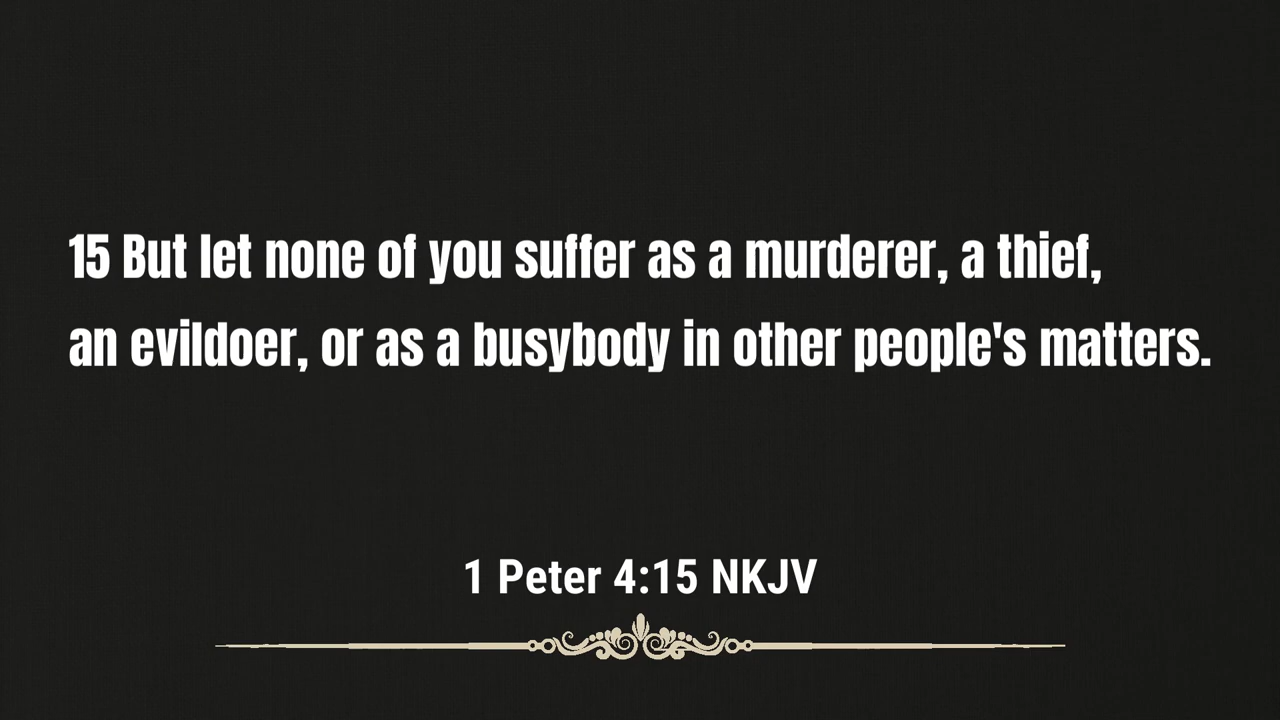 15 But let none of you suffer as a murderer, a thief,
an evildoer, or as a busybody in other people's matters.
1 Peter 4:15 NKJV